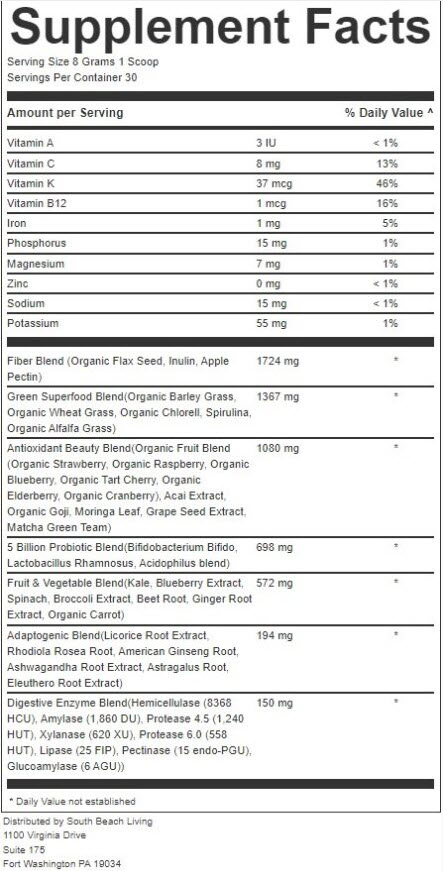 Supplement Facts
Serving Size 8 Grams 1 Scoop
Servings Per Container 30
Amount per Serving % Daily Value ^
Vitamin A 3 IU < 1%
Vitamin C 8 mg 13%
Vitamin K 37 mcg 46%
Vitamin B12 1 mcg 16%
Iron 1 mg 5%
Phosphorus 15 mg 1%
Magnesium 7 mg 1%
Zinc 0 mg < 1%
Sodium 15 mg < 1%
Potassium 55 mg 1%
Fiber Blend (Organic Flax Seed, Inulin, Apple 1724 mg *
Pectin)
Green Superfood Blend(Organic Barley Grass, 1367 mg *
Organic Wheat Grass, Organic Chlorell, Spirulina,
Organic Alfalfa Grass)
Antioxidant Beauty Blend(Organic Fruit Blend 1080 mg *
(Organic Strawberry, Organic Raspberry, Organic
Blueberry, Organic Tart Cherry, Organic
Elderberry, Organic Cranberry), Acai Extract,
Organic Goji, Moringa Leaf, Grape Seed Extract,
Matcha Green Team)
5 Billion Probiotic Blend(Bifidobacterium Bifido, 698 mg *
Lactobacillus Rhamnosus, Acidophilus blend)
Fruit & Vegetable Blend(Kale, Blueberry Extract, 572 mg *
Spinach, Broccoli Extract, Beet Root, Ginger Root
Extract, Organic Carrot)
Adaptogenic Blend(Licorice Root Extract, 194 mg *
Rhodiola Rosea Root, American Ginseng Root,
Ashwagandha Root Extract, Astragalus Root,
Eleuthero Root Extract)
Digestive Enzyme Blend(Hemicellulase (8368 150 mg *
HCU), Amylase (1,860 DU), Protease 4.5 (1,240
HUT), Xylanase (620 XU), Protease 6.0 (558
HUT), Lipase (25 FIP), Pectinase (15 endo-PGU),
Glucoamylase (6 AGU))
* Daily Value not established
Distributed by South Beach Living
1100 Virginia Drive
Suite 175
Fort Washington PA 19034